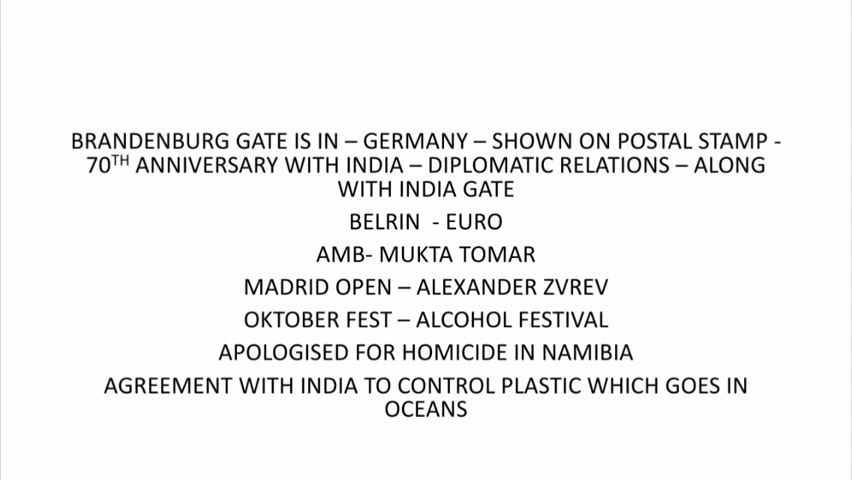 BRANDENBURG GATE IS IN – GERMANY – SHOWN ON POSTAL STAMP -
70TH ANNIVERSARY WITH INDIA – DIPLOMATIC RELATIONS – ALONG
WITH INDIA GATE
BELRIN - EURO
AMB- MUKTA TOMAR
MADRID OPEN – ALEXANDER ZVREV
OKTOBER FEST – ALCOHOL FESTIVAL
APOLOGISED FOR HOMICIDE IN NAMIBIA
AGREEMENT WITH INDIA TO CONTROL PLASTIC WHICH GOES IN
OCEANS